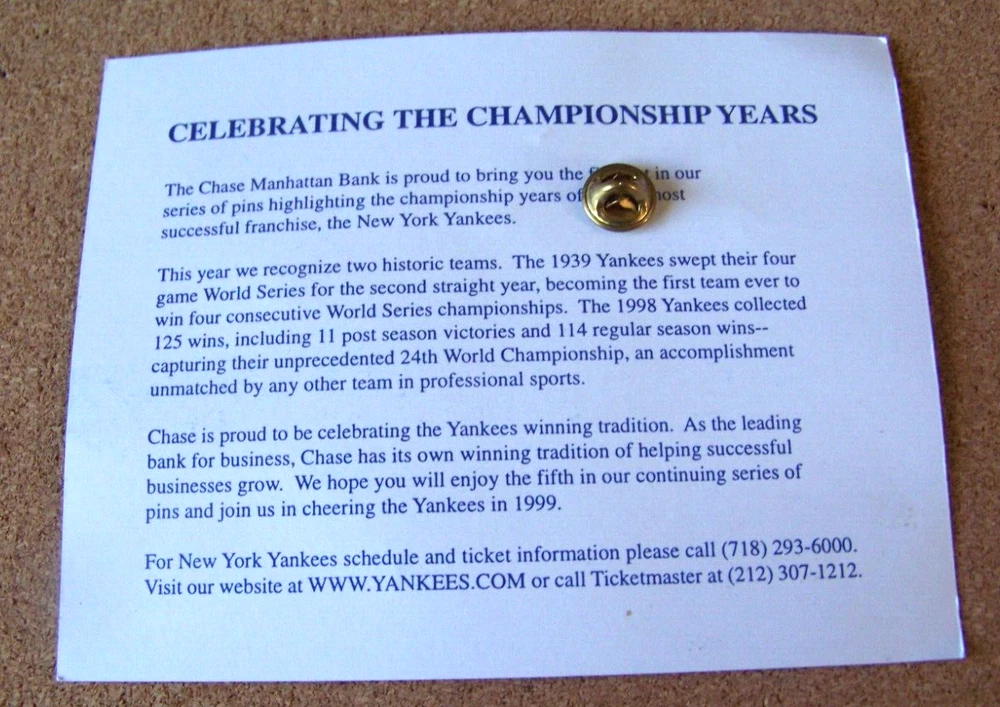 CELEBRATING THE CHAMPIONSHIP YEARS
The Chase Manhattan Bank is proud to bring you the in our
series of pins highlighting the championship years of
successful franchise, the New York Yankees.
This year we recognize two historic teams. The 1939 Yankees swept their four
game World Series for the second straight year, becoming the first team ever to
win four consecutive World Series championships. The 1998 Yankees collected
125 wins, including 11 post season victories and 114 regular season wins--
capturing their unprecedented 24th World Championship, an accomplishment
unmatched by any other team in professional sports.
Chase is proud to be celebrating the Yankees winning tradition. As the leading
bank for business, Chase has its own winning tradition of helping successful
businesses grow. We hope you will enjoy the fifth in our continuing series of
pins and join us in cheering the Yankees in 1999.
For New York Yankees schedule and ticket information please call (718) 293-6000.
Visit our website at WWW.YANKEES.COM or call Ticketmaster at (212) 307-1212.